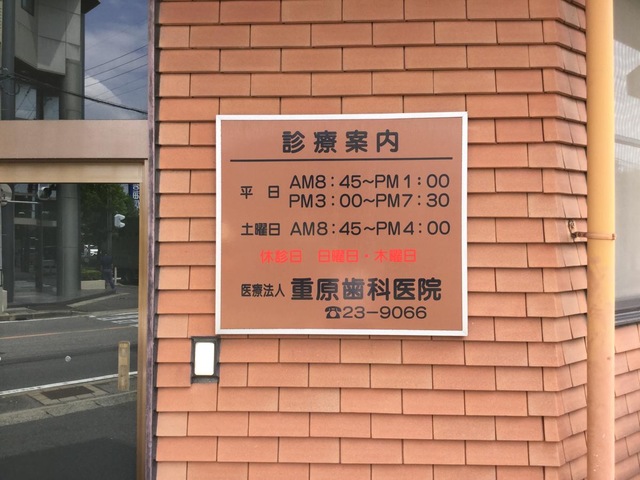 診療案内
平日 AM8：45〜PM1：00
PM3：00〜PM7：30
土曜日 AM8：45〜PM4：00
休診日 日曜日・木曜日
医療法人 重原歯科医院
☎23-9066